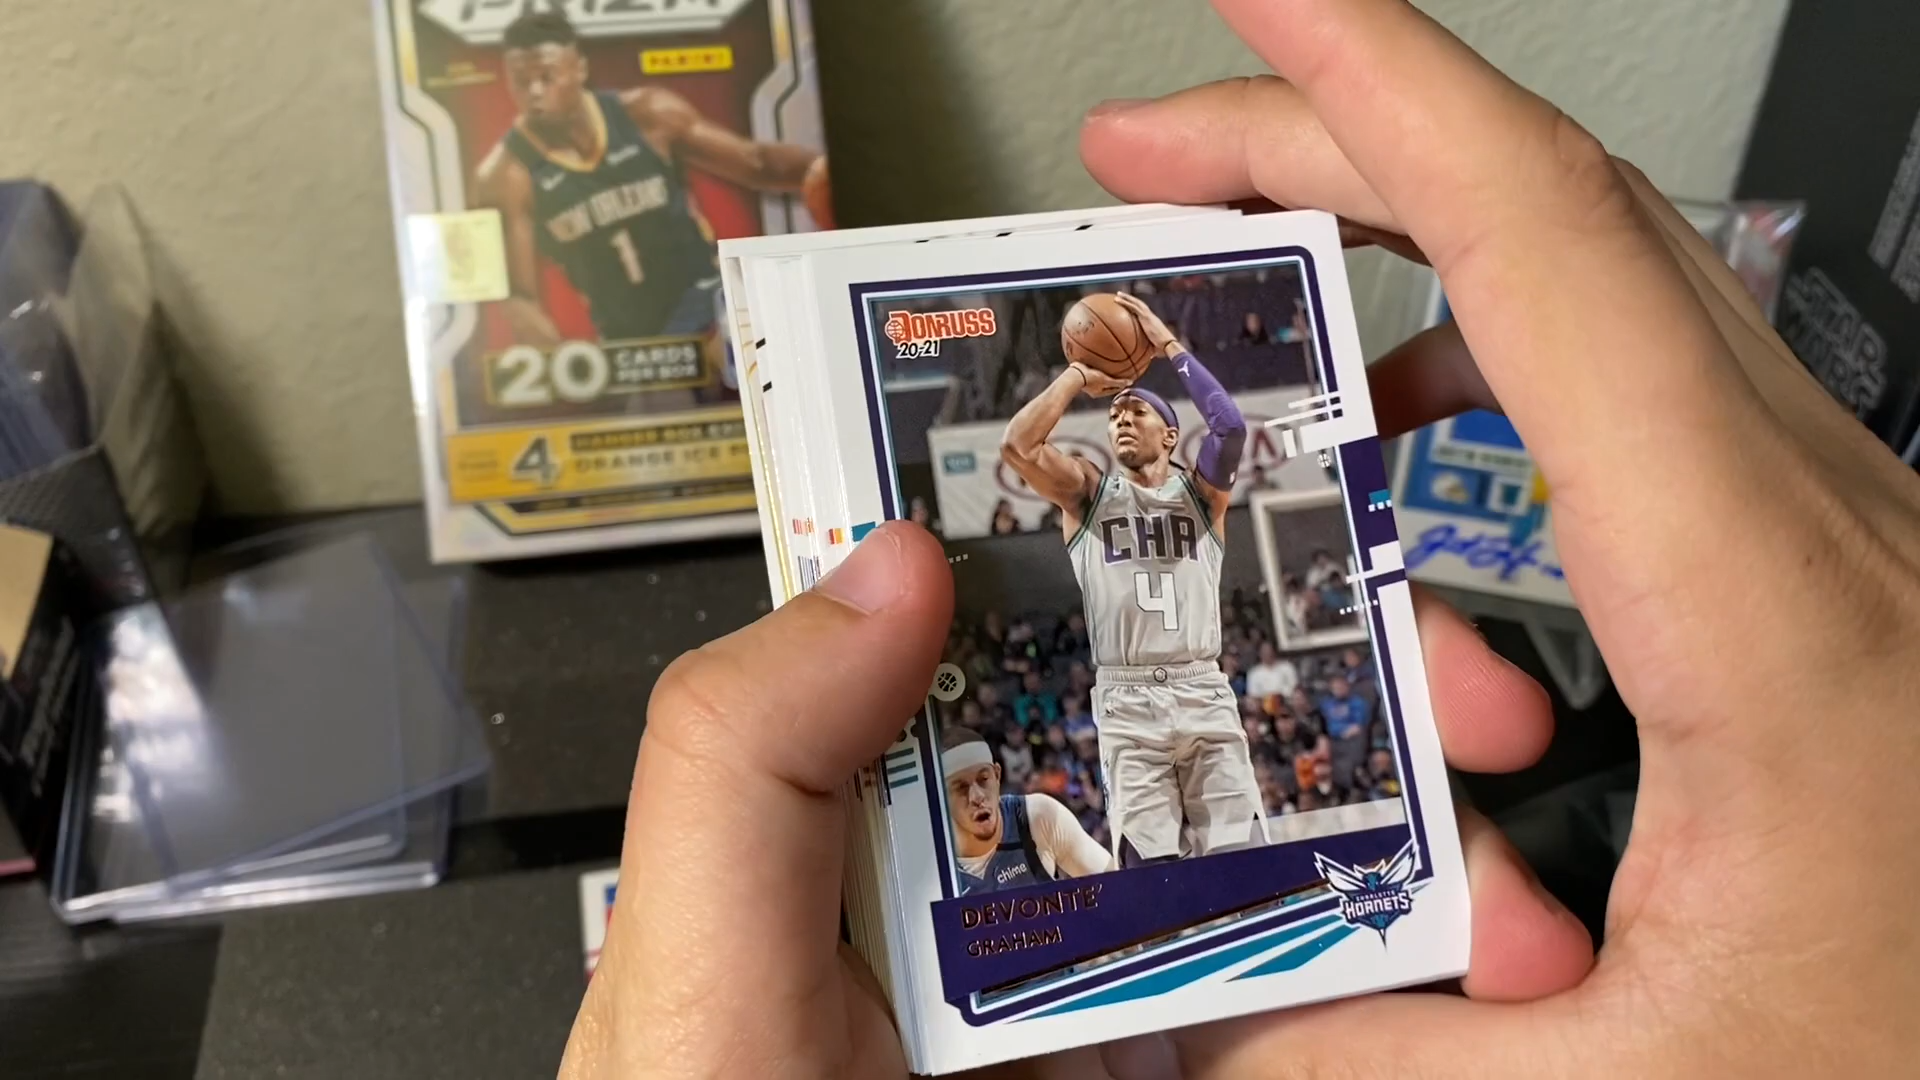 PRIZM
PANINI
NEW ORLEANS
1
20 CARDS
PER BOX
4
ORANGE ICE
DONRUSS
20-21
CHA
4
chime
DEVONTE'
GRAHAM
CHARLOTTE
HORNETS
STAR
WARS